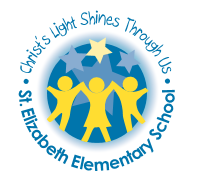 Christ's Light Shines Through Us
• St. Elizabeth Elementary School •